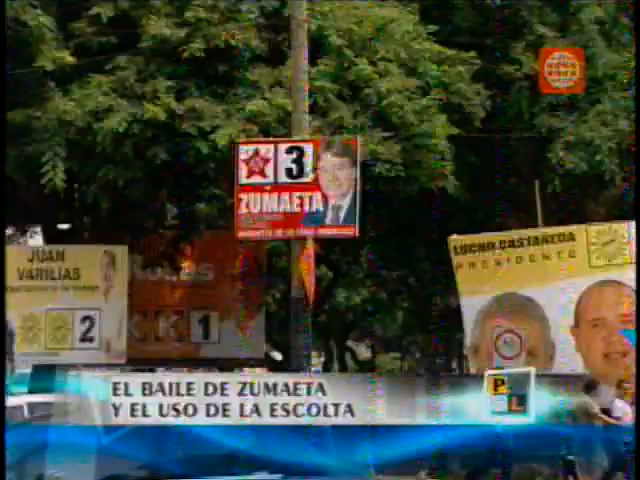 3
ZUMAETA
JUAN
VARILIAS
2
1
LUCHO CASTAÑEDA
PRESIDENTE
EL BAILE DE ZUMAETA
Y EL USO DE LA ESCOLTA
P
L